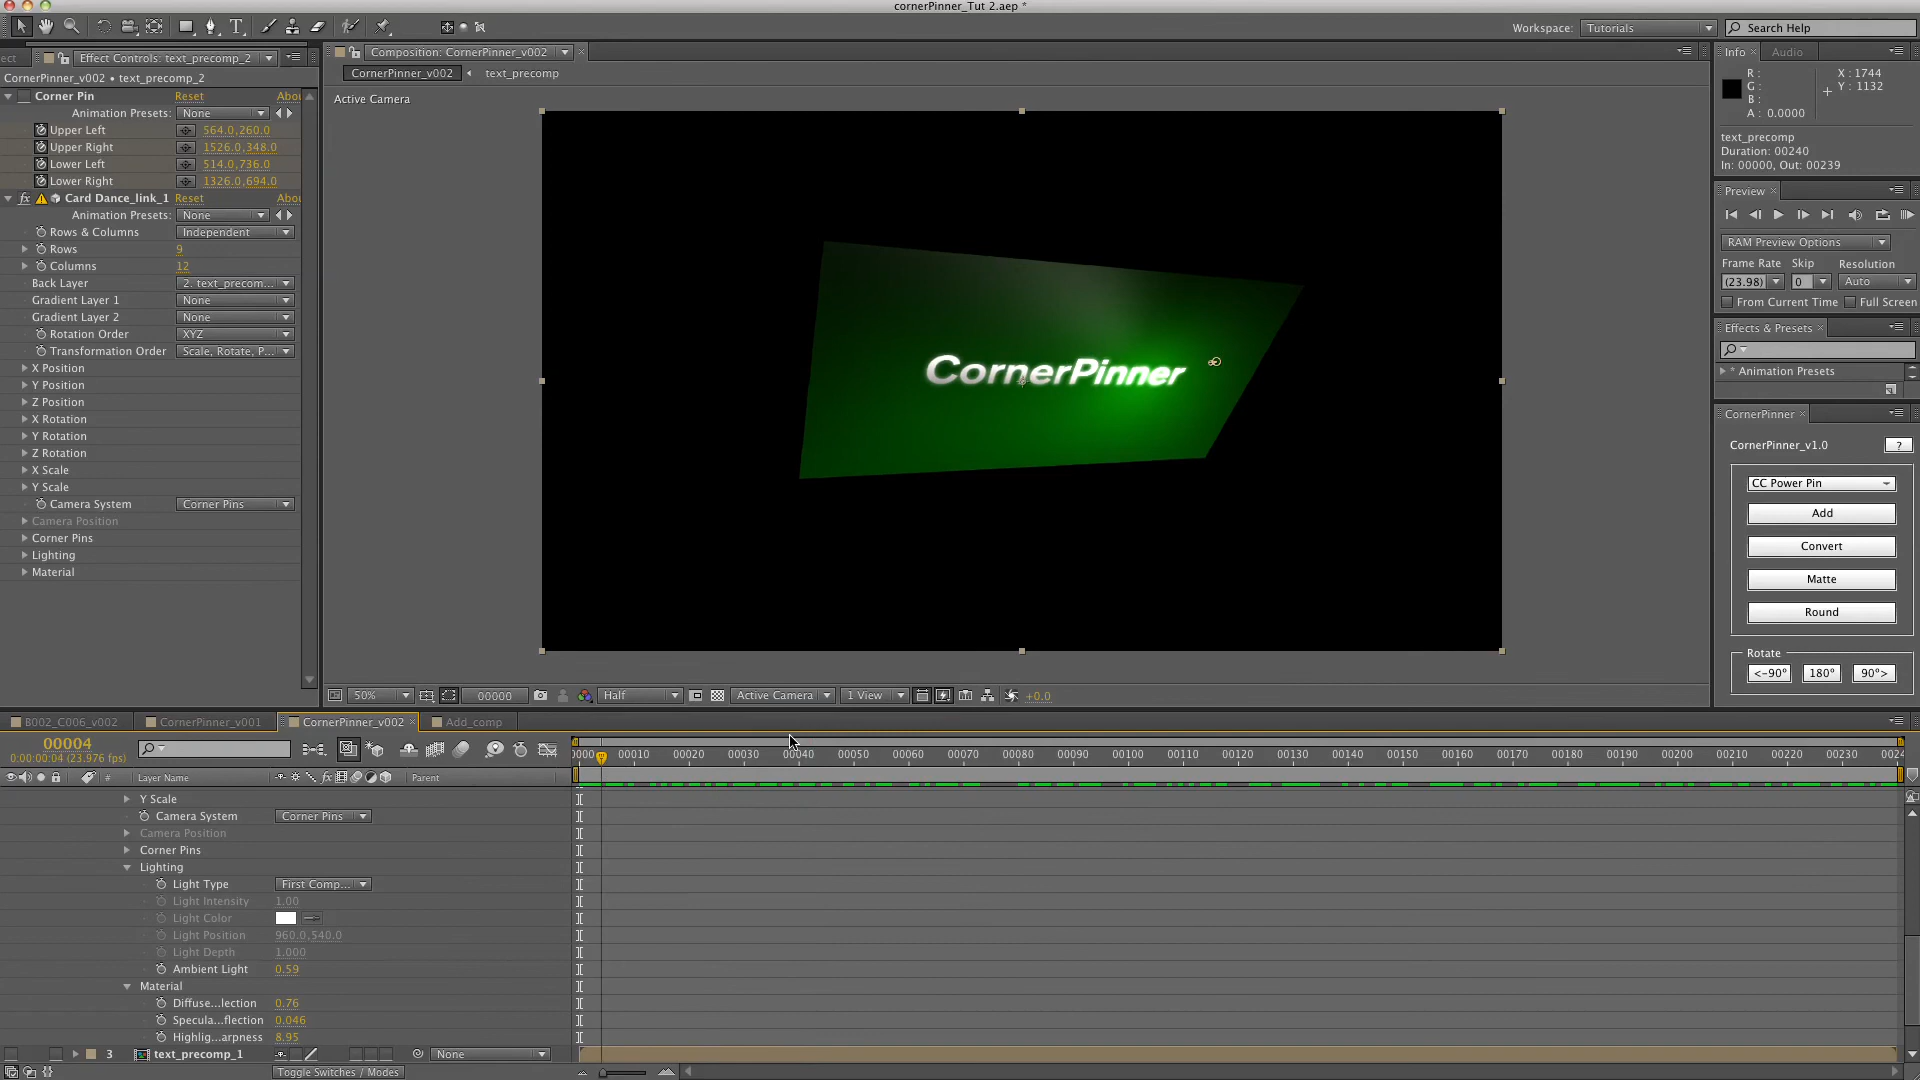 cornerPinner_Tut 2.aep *
Workspace: Tutorials
Search Help
ect
Effect Controls: text_precomp_2
CornerPinner_v002 • text_precomp_2
Corner Pin Reset Abou
Animation Presets: None
Upper Left 564.0,260.0
Upper Right 1526.0,348.0
Lower Left 514.0,736.0
Lower Right 1326.0,694.0
fx Card Dance_link_1 Reset Abou
Animation Presets: None
Rows & Columns Independent
Rows 9
Columns 12
Back Layer 2. text_precom...
Gradient Layer 1 None
Gradient Layer 2 None
Rotation Order XYZ
Transformation Order Scale, Rotate, P...
X Position
Y Position
Z Position
X Rotation
Y Rotation
Z Rotation
X Scale
Y Scale
Camera System Corner Pins
Camera Position
Corner Pins
Lighting
Material
Composition: CornerPinner_v002
CornerPinner_v002 text_precomp
Active Camera
CornerPinner
50% 00000 Half Active Camera 1 View +0.0
Info Audio
R : X : 1744
G : Y : 1132
B :
A : 0.0000
text_precomp
Duration: 00240
In: 00000, Out: 00239
Preview
RAM Preview Options
Frame Rate Skip Resolution
(23.98) 0 Auto
From Current Time Full Screen
Effects & Presets
* Animation Presets
CornerPinner
CornerPinner_v1.0 ?
CC Power Pin
Add
Convert
Matte
Round
Rotate
<-90° 180° 90°>
B002_C006_v002 CornerPinner_v001 CornerPinner_v002 Add_comp
00004
0:00:00:04 (23.976 fps)
0000 00010 00020 00030 00040 00050 00060 00070 00080 00090 00100 00110 00120 00130 00140 00150 00160 00170 00180 00190 00200 00210 00220 00230 0024
# Layer Name fx Parent
Y Scale
Camera System Corner Pins
Camera Position
Corner Pins
Lighting
Light Type First Comp...
Light Intensity 1.00
Light Color
Light Position 960.0,540.0
Light Depth 1.000
Ambient Light 0.59
Material
Diffuse...lection 0.76
Specula...flection 0.046
Highlig...arpness 8.95
3 text_precomp_1 None
Toggle Switches / Modes